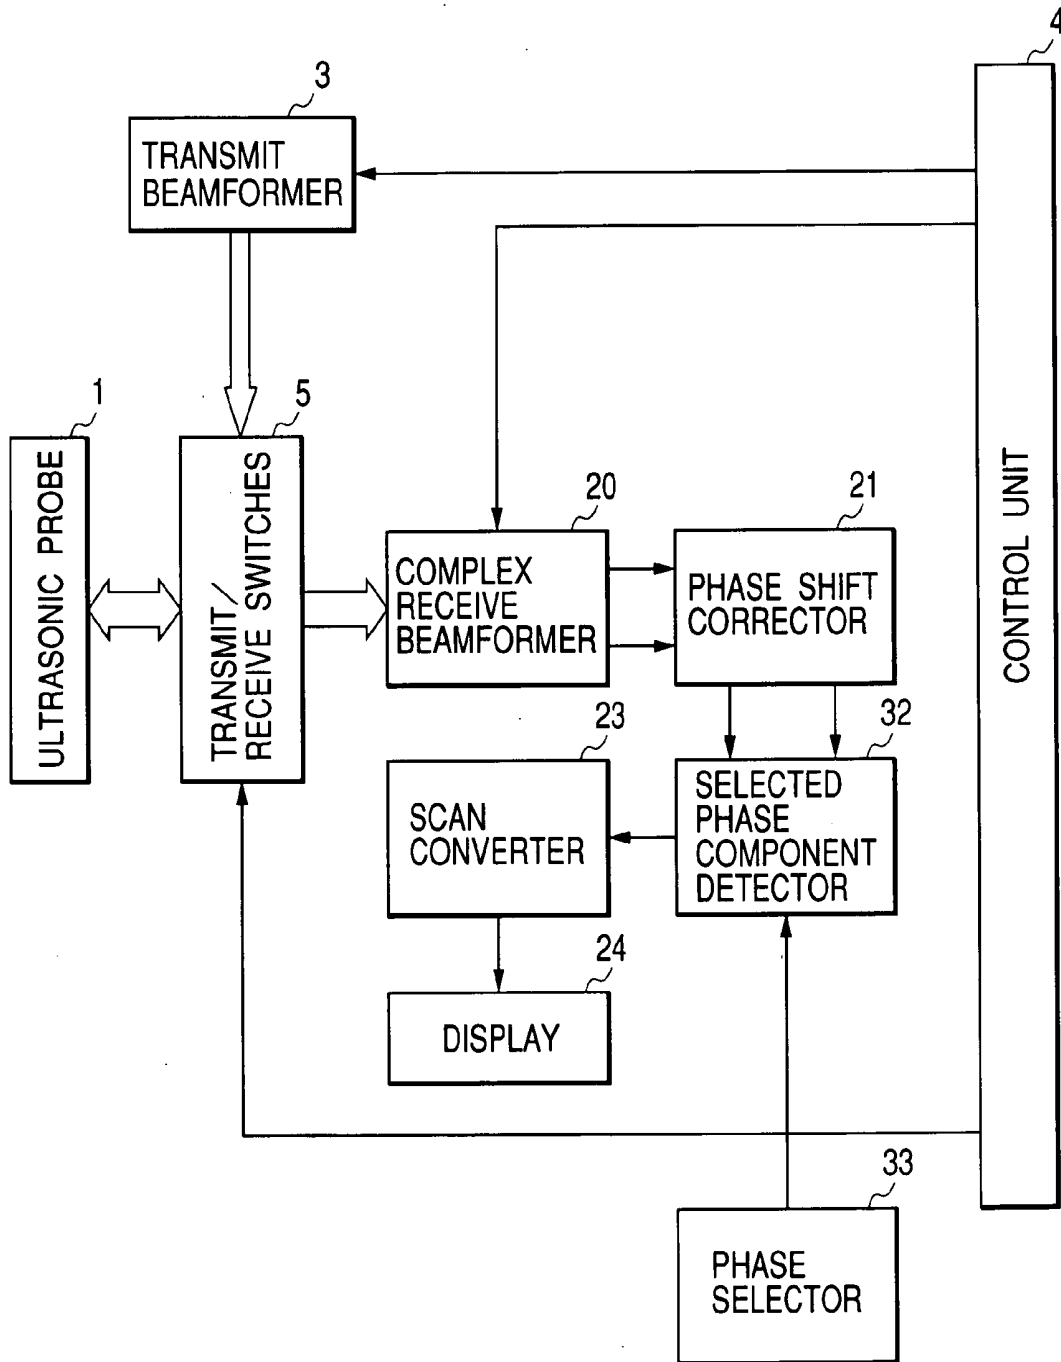 4
3
TRANSMIT
BEAMFORMER
1
ULTRASONIC PROBE
5
TRANSMIT/
RECEIVE SWITCHES
20
COMPLEX
RECEIVE
BEAMFORMER
21
PHASE SHIFT
CORRECTOR
CONTROL UNIT
23
SCAN
CONVERTER
32
SELECTED
PHASE
COMPONENT
DETECTOR
24
DISPLAY
33
PHASE
SELECTOR